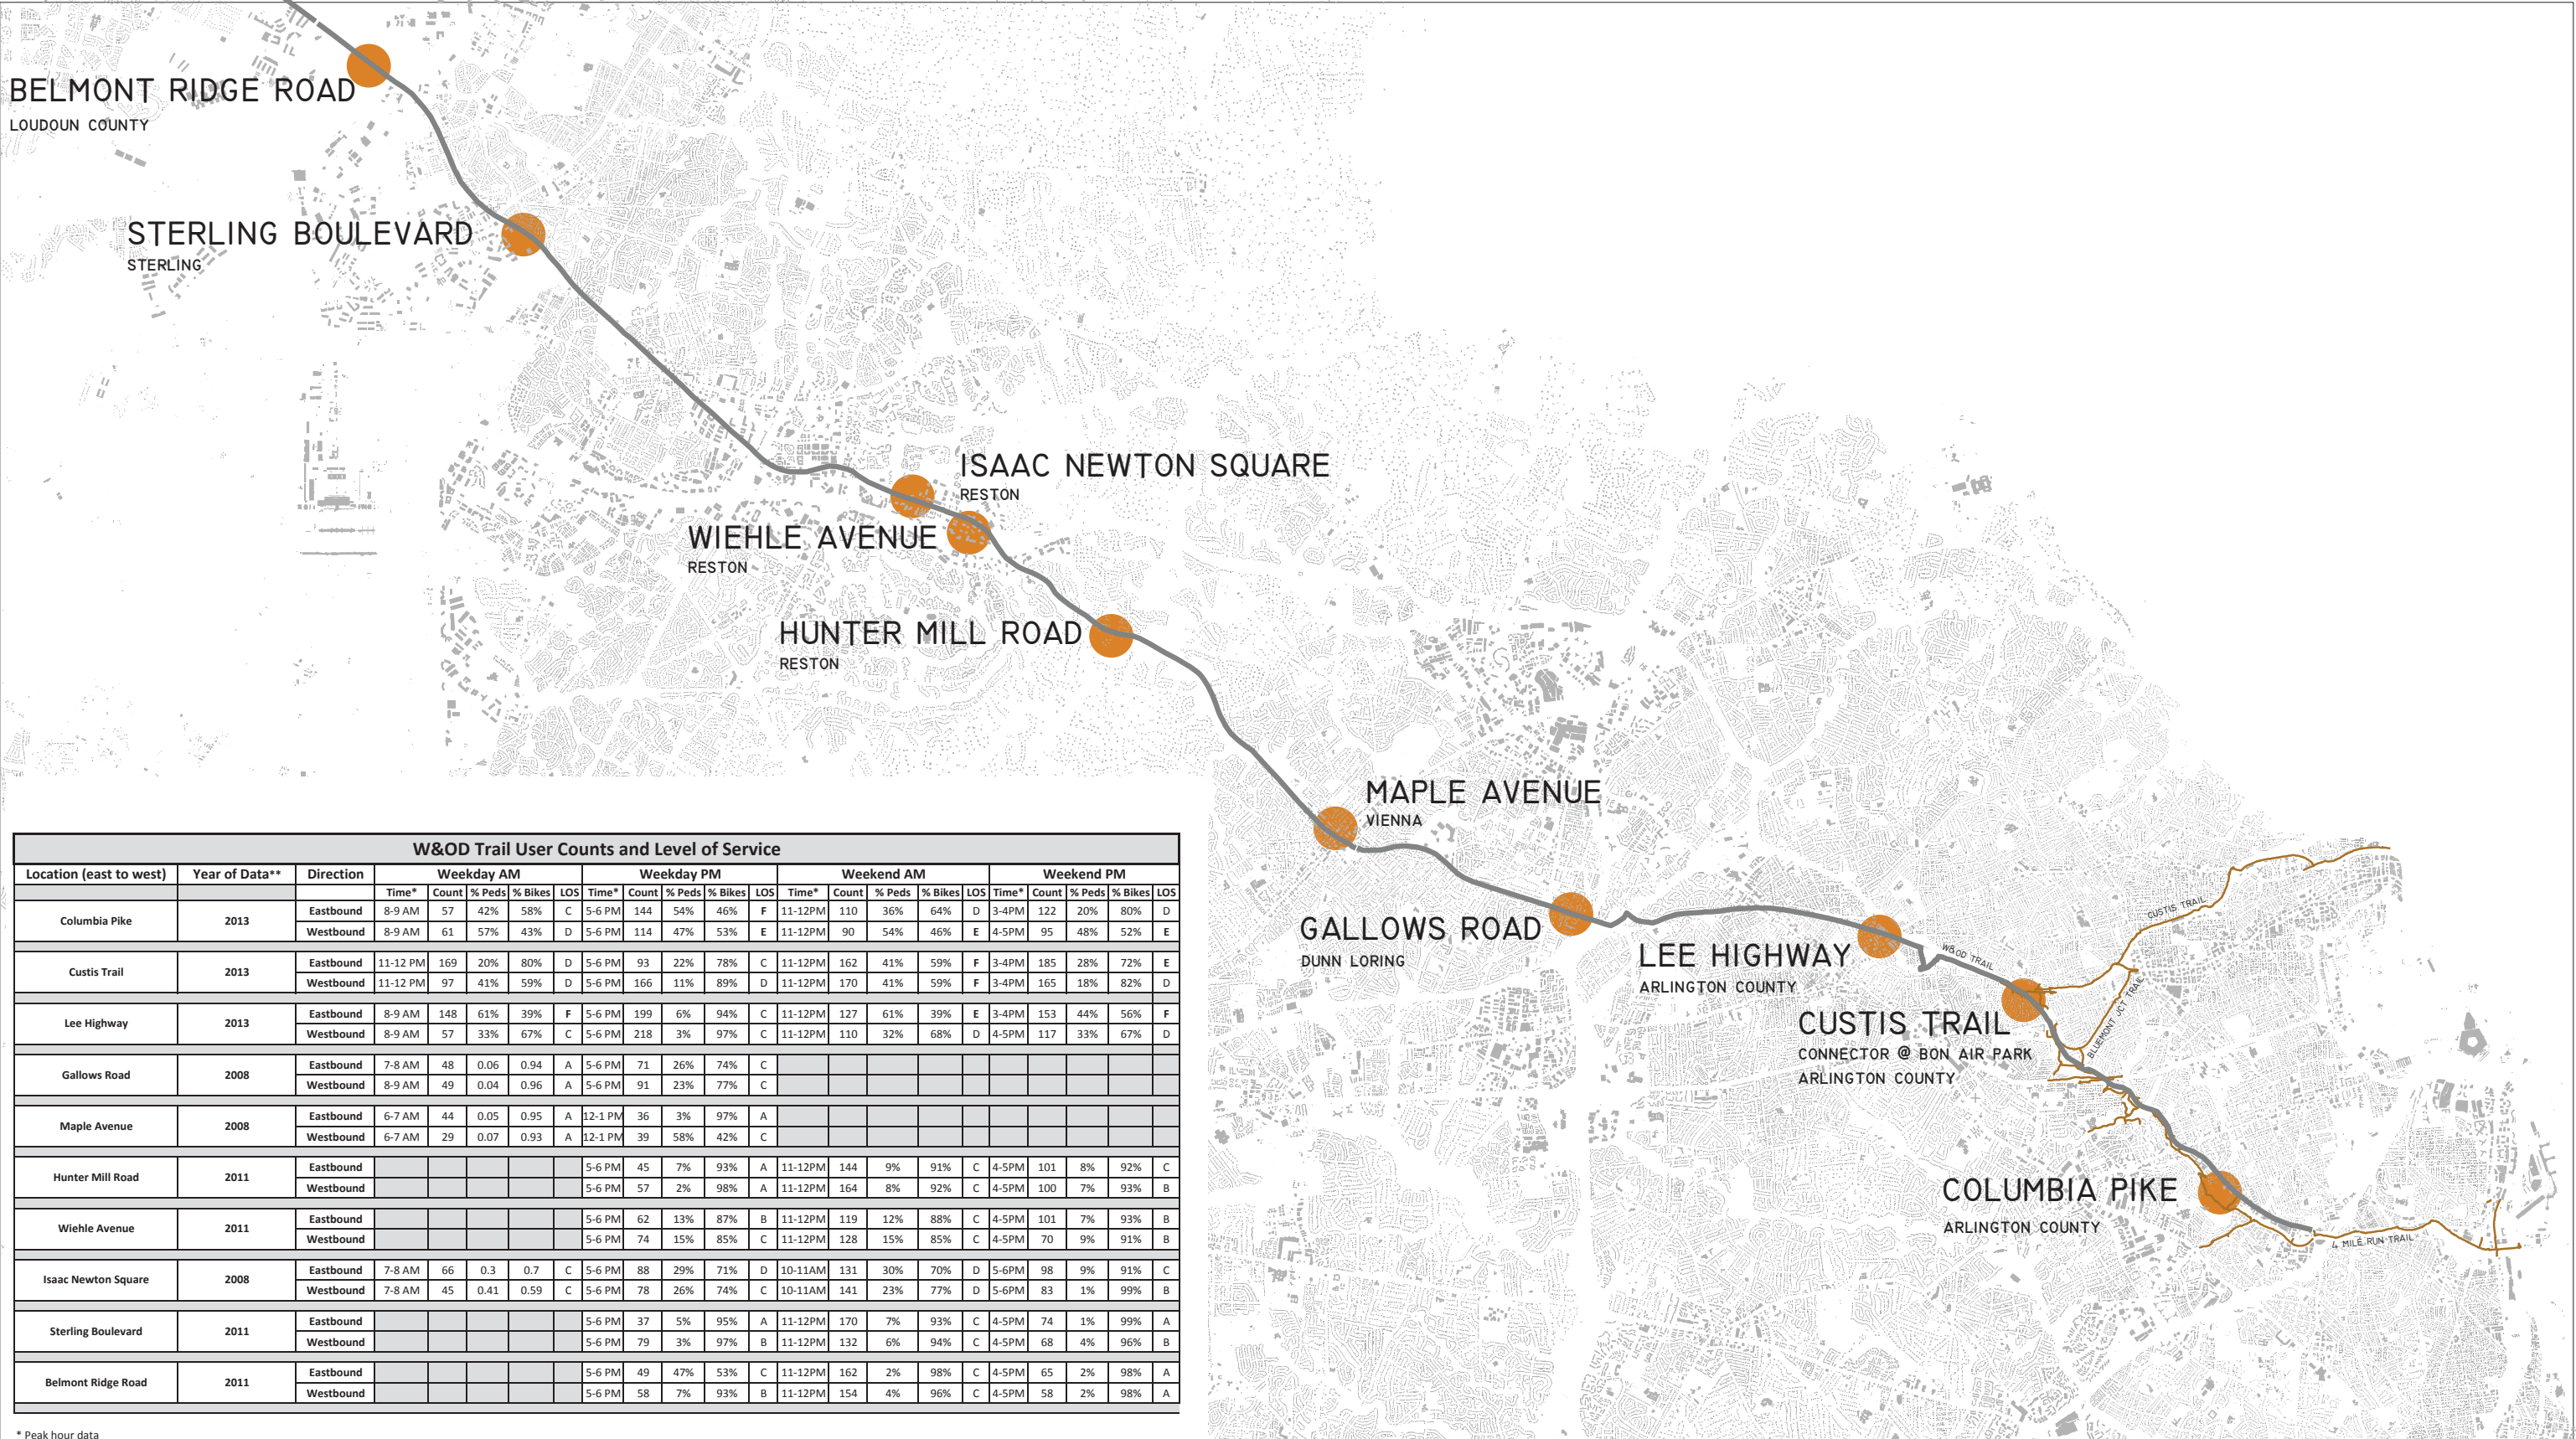 BELMONT RIDGE ROAD
LOUDOUN COUNTY
STERLING BOULEVARD
STERLING
ISAAC NEWTON SQUARE
RESTON
WIEHLE AVENUE
RESTON
HUNTER MILL ROAD
RESTON
MAPLE AVENUE
VIENNA
GALLOWS ROAD
DUNN LORING
LEE HIGHWAY
ARLINGTON COUNTY
W&OD TRAIL
CUSTIS TRAIL
BLUEMONT JCT TRAIL
CUSTIS TRAIL
CONNECTOR @ BON AIR PARK
ARLINGTON COUNTY
COLUMBIA PIKE
ARLINGTON COUNTY
4 MILE RUN TRAIL
W&OD Trail User Counts and Level of Service
Location (east to west) Year of Data** Direction Weekday AM Weekday PM Weekend AM Weekend PM
Time* Count % Peds % Bikes LOS Time* Count % Peds % Bikes LOS Time* Count % Peds % Bikes LOS Time* Count % Peds % Bikes LOS
Columbia Pike 2013
Eastbound 8-9 AM 57 42% 58% C 5-6 PM 144 54% 46% F 11-12PM 110 36% 64% D 3-4PM 122 20% 80% D
Westbound 8-9 AM 61 57% 43% D 5-6 PM 114 47% 53% E 11-12PM 90 54% 46% E 4-5PM 95 48% 52% E
Custis Trail 2013
Eastbound 11-12 PM 169 20% 80% D 5-6 PM 93 22% 78% C 11-12PM 162 41% 59% F 3-4PM 185 28% 72% E
Westbound 11-12 PM 97 41% 59% D 5-6 PM 166 11% 89% D 11-12PM 170 41% 59% F 3-4PM 165 18% 82% D
Lee Highway 2013
Eastbound 8-9 AM 148 61% 39% F 5-6 PM 199 6% 94% C 11-12PM 127 61% 39% E 3-4PM 153 44% 56% F
Westbound 8-9 AM 57 33% 67% C 5-6 PM 218 3% 97% C 11-12PM 110 32% 68% D 4-5PM 117 33% 67% D
Gallows Road 2008
Eastbound 7-8 AM 48 0.06 0.94 A 5-6 PM 71 26% 74% C
Westbound 8-9 AM 49 0.04 0.96 A 5-6 PM 91 23% 77% C
Maple Avenue 2008
Eastbound 6-7 AM 44 0.05 0.95 A 12-1 PM 36 3% 97% A
Westbound 6-7 AM 29 0.07 0.93 A 12-1 PM 39 58% 42% C
Hunter Mill Road 2011
Eastbound 5-6 PM 45 7% 93% A 11-12PM 144 9% 91% C 4-5PM 101 8% 92% C
Westbound 5-6 PM 57 2% 98% A 11-12PM 164 8% 92% C 4-5PM 100 7% 93% B
Wiehle Avenue 2011
Eastbound 5-6 PM 62 13% 87% B 11-12PM 119 12% 88% C 4-5PM 101 7% 93% B
Westbound 5-6 PM 74 15% 85% C 11-12PM 128 15% 85% C 4-5PM 70 9% 91% B
Isaac Newton Square 2008
Eastbound 7-8 AM 66 0.3 0.7 C 5-6 PM 88 29% 71% D 10-11AM 131 30% 70% D 5-6PM 98 9% 91% C
Westbound 7-8 AM 45 0.41 0.59 C 5-6 PM 78 26% 74% C 10-11AM 141 23% 77% D 5-6PM 83 1% 99% B
Sterling Boulevard 2011
Eastbound 5-6 PM 37 5% 95% A 11-12PM 170 7% 93% C 4-5PM 74 1% 99% A
Westbound 5-6 PM 79 3% 97% B 11-12PM 132 6% 94% C 4-5PM 68 4% 96% B
Belmont Ridge Road 2011
Eastbound 5-6 PM 49 47% 53% C 11-12PM 162 2% 98% C 4-5PM 65 2% 98% A
Westbound 5-6 PM 58 7% 93% B 11-12PM 154 4% 96% C 4-5PM 58 2% 98% A
* Peak hour data